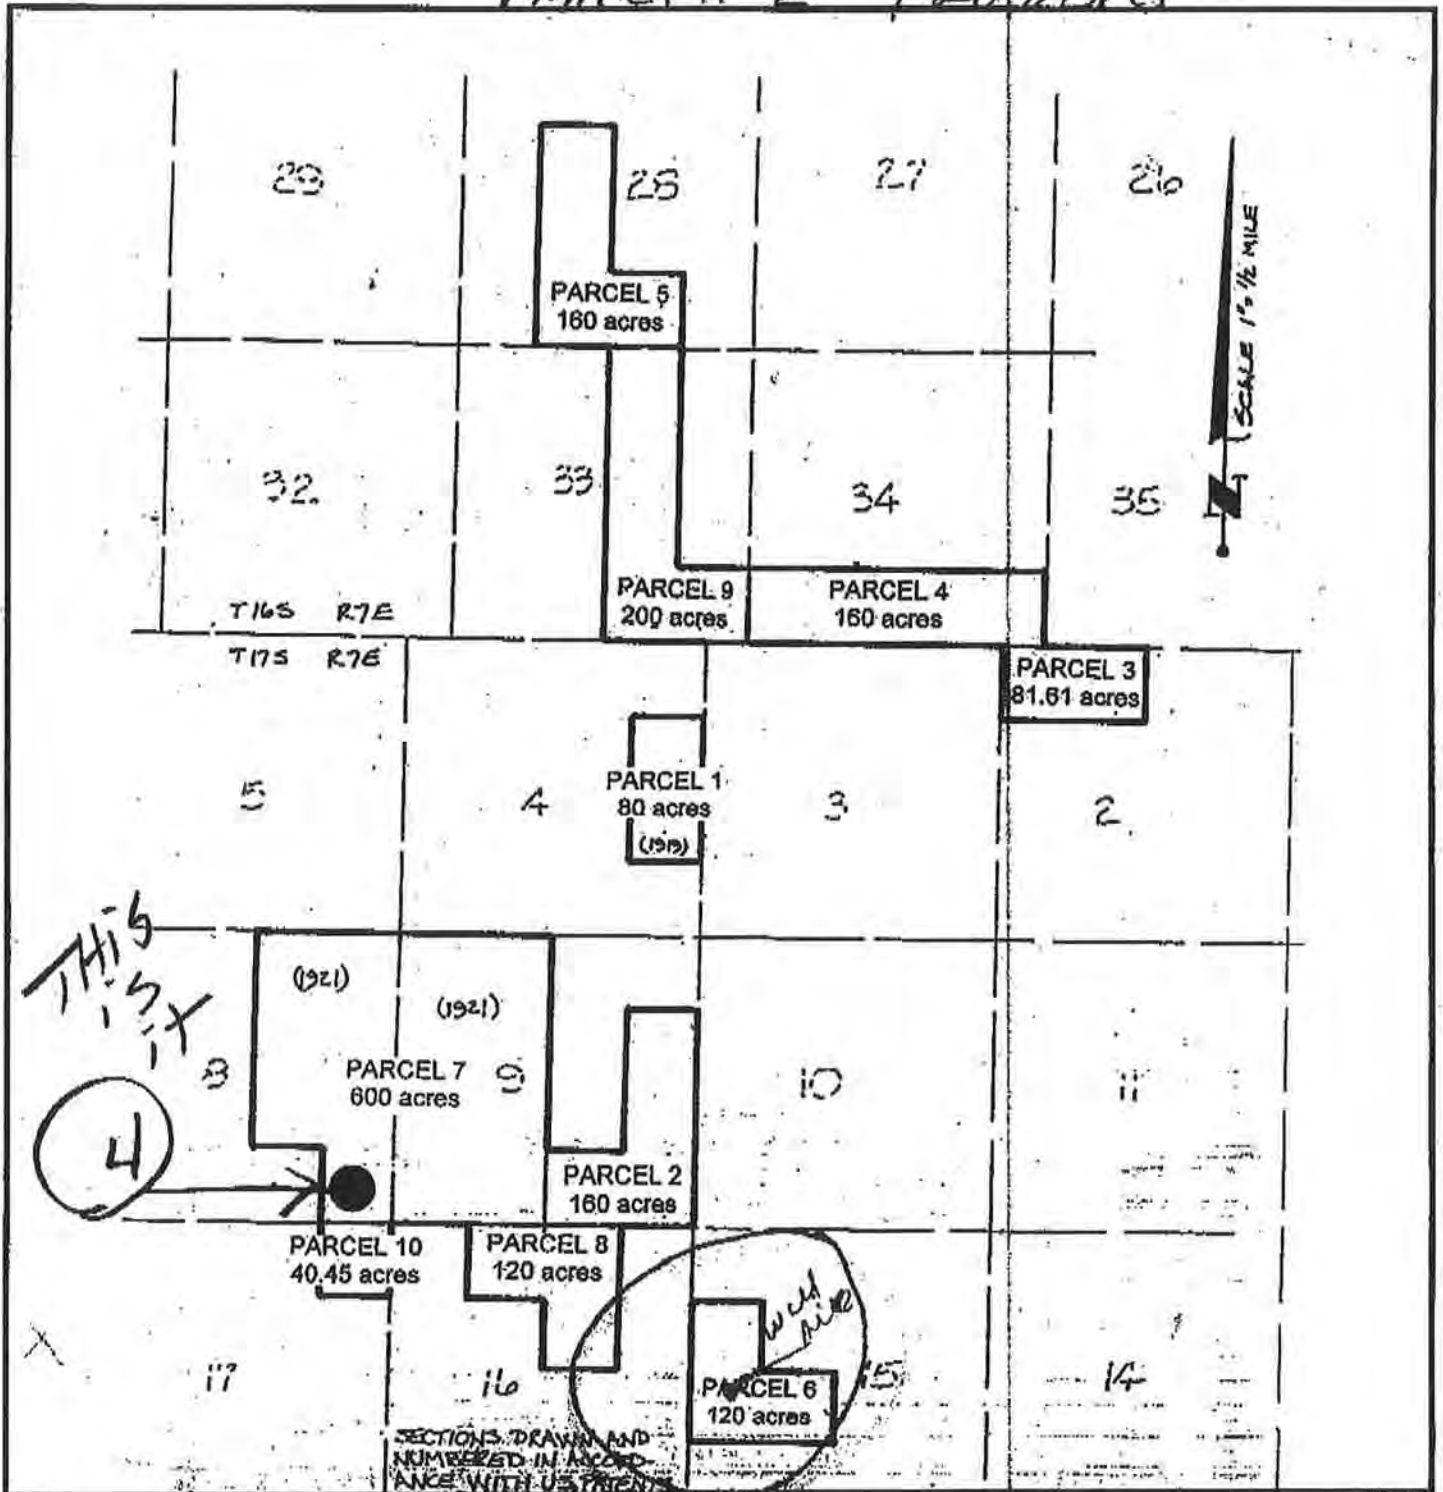 29
28
27
26
SCALE 1"=1/2 MILE
PARCEL 5
160 acres
32
33
34
35
N
PARCEL 9
200 acres
PARCEL 4
160 acres
T16S R7E
T17S R7E
PARCEL 3
81.61 acres
5
4
PARCEL 1
80 acres
(1919)
3
2
THiS
iS
iT
(1921)
(1921)
8
PARCEL 7
600 acres
9
10
11
4
PARCEL 2
160 acres
PARCEL 10
40.45 acres
PARCEL 8
120 acres
Well
X
17
16
PARCEL 6
120 acres
15
14
SECTIONS DRAWN AND
NUMBERED IN ACCORD-
ANCE WITH US PATENTS